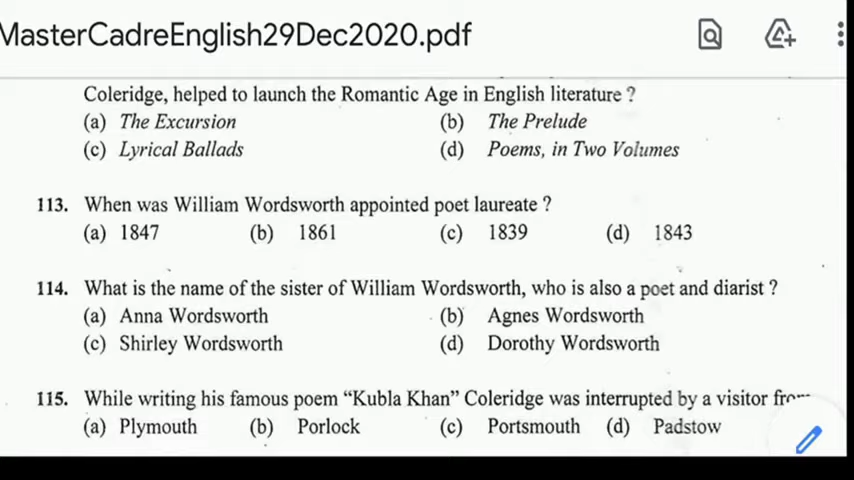 MasterCadreEnglish29Dec2020.pdf
Coleridge, helped to launch the Romantic Age in English literature ?
(a) The Excursion (b) The Prelude
(c) Lyrical Ballads (d) Poems, in Two Volumes
113. When was William Wordsworth appointed poet laureate ?
(a) 1847 (b) 1861 (c) 1839 (d) 1843
114. What is the name of the sister of William Wordsworth, who is also a poet and diarist ?
(a) Anna Wordsworth (b) Agnes Wordsworth
(c) Shirley Wordsworth (d) Dorothy Wordsworth
115. While writing his famous poem “Kubla Khan” Coleridge was interrupted by a visitor
(a) Plymouth (b) Porlock (c) Portsmouth (d) Padstow